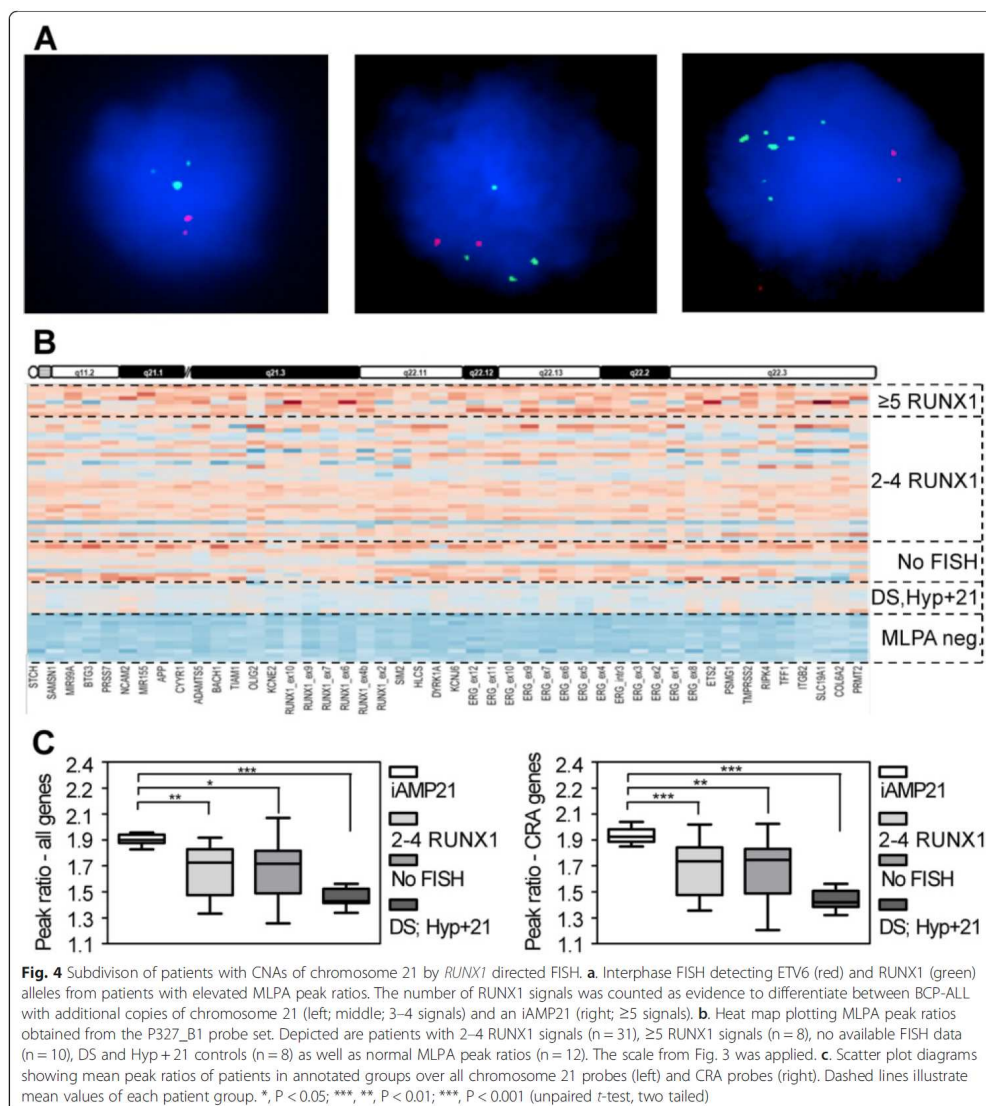 A
B
q11.2 q21.1 // q21.3 q22.11 q22.12 q22.13 q22.2 q22.3
≥5 RUNX1
2-4 RUNX1
No FISH
DS,Hyp+21
MLPA neg.
STCH SAMSN1 MIR99A BTG3 PRSS7 NCAM2 MIR155 APP CYYR1 ADAMTS5 BACH1 TIAM1 OLIG2 KCNE2 RUNX1_ex10 RUNX1_ex9 RUNX1_ex7 RUNX1_ex6 RUNX1_ex4b RUNX1_ex2 SIM2 HLCS DYRK1A KCNJ6 ERG_ex12 ERG_ex11 ERG_ex10 ERG_ex9 ERG_ex7 ERG_ex6 ERG_ex5 ERG_ex4 ERG_intr3 ERG_ex3 ERG_ex2 ERG_ex1 ERG_ex8 ETS2 PSMG1 TMPRSS2 RIPK4 TFF1 ITGB2 SLC19A1 COL6A2 PRMT2
C
Peak ratio - all genes
2.4
2.2
2.1
1.9
1.7
1.5
1.3
1.1
***
*
**
iAMP21
2-4 RUNX1
No FISH
DS; Hyp+21
Peak ratio - CRA genes
2.4
2.2
2.1
1.9
1.7
1.5
1.3
1.1
***
**
***
iAMP21
2-4 RUNX1
No FISH
DS; Hyp+21
Fig. 4 Subdivison of patients with CNAs of chromosome 21 by RUNX1 directed FISH. a. Interphase FISH detecting ETV6 (red) and RUNX1 (green)
alleles from patients with elevated MLPA peak ratios. The number of RUNX1 signals was counted as evidence to differentiate between BCP-ALL
with additional copies of chromosome 21 (left; middle; 3–4 signals) and an iAMP21 (right; ≥5 signals). b. Heat map plotting MLPA peak ratios
obtained from the P327_B1 probe set. Depicted are patients with 2–4 RUNX1 signals (n = 31), ≥5 RUNX1 signals (n = 8), no available FISH data
(n = 10), DS and Hyp + 21 controls (n = 8) as well as normal MLPA peak ratios (n = 12). The scale from Fig. 3 was applied. c. Scatter plot diagrams
showing mean peak ratios of patients in annotated groups over all chromosome 21 probes (left) and CRA probes (right). Dashed lines illustrate
mean values of each patient group. *, P < 0.05; ***, **, P < 0.01; ***, P < 0.001 (unpaired t-test, two tailed)